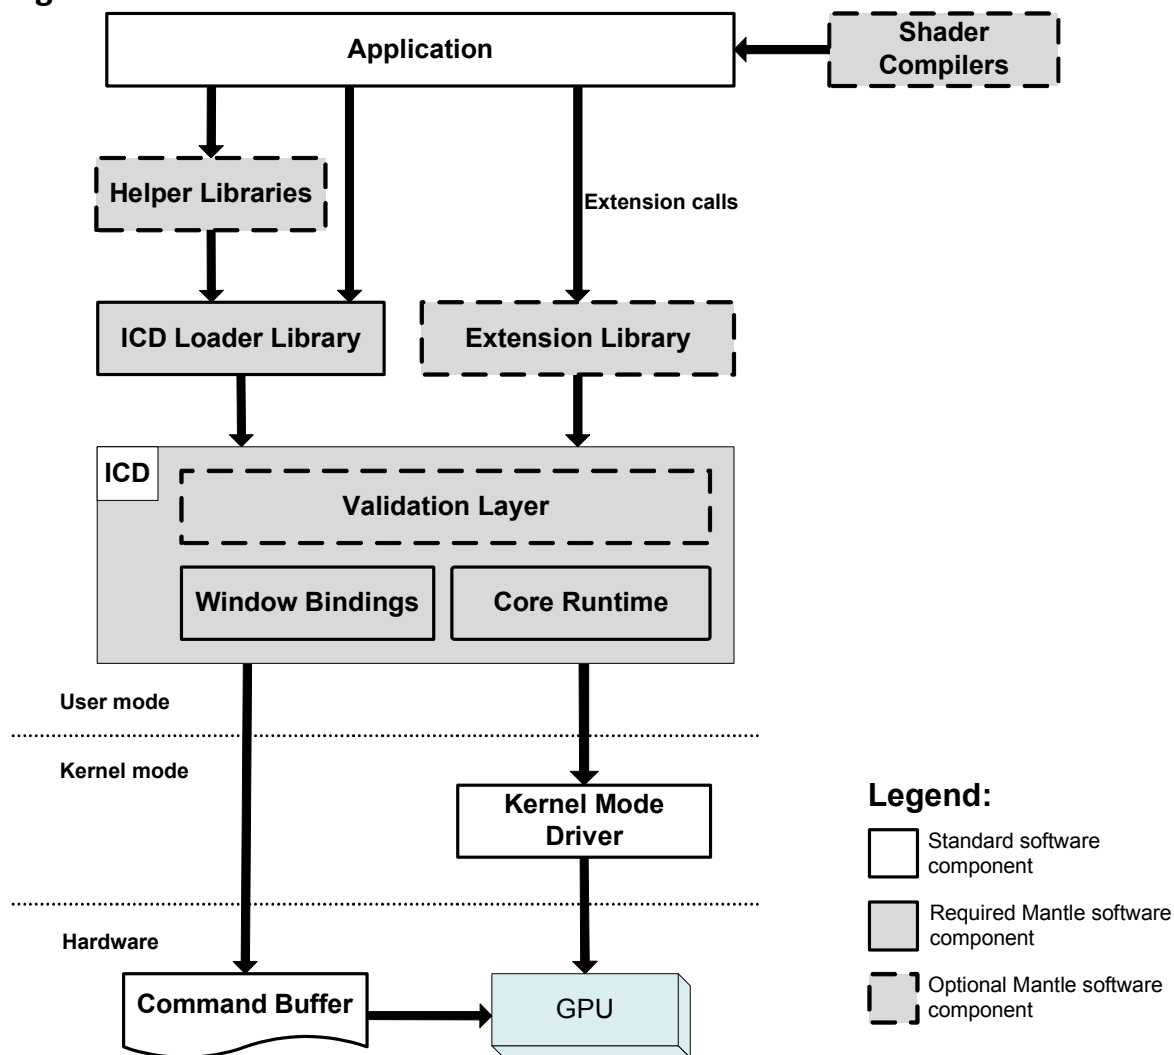 Application
Shader
Compilers
Helper Libraries
Extension calls
ICD Loader Library
Extension Library
ICD
Validation Layer
Window Bindings
Core Runtime
User mode
Kernel mode
Kernel Mode
Driver
Legend:
Standard software
component
Required Mantle software
component
Hardware
Optional Mantle software
component
Command Buffer
GPU